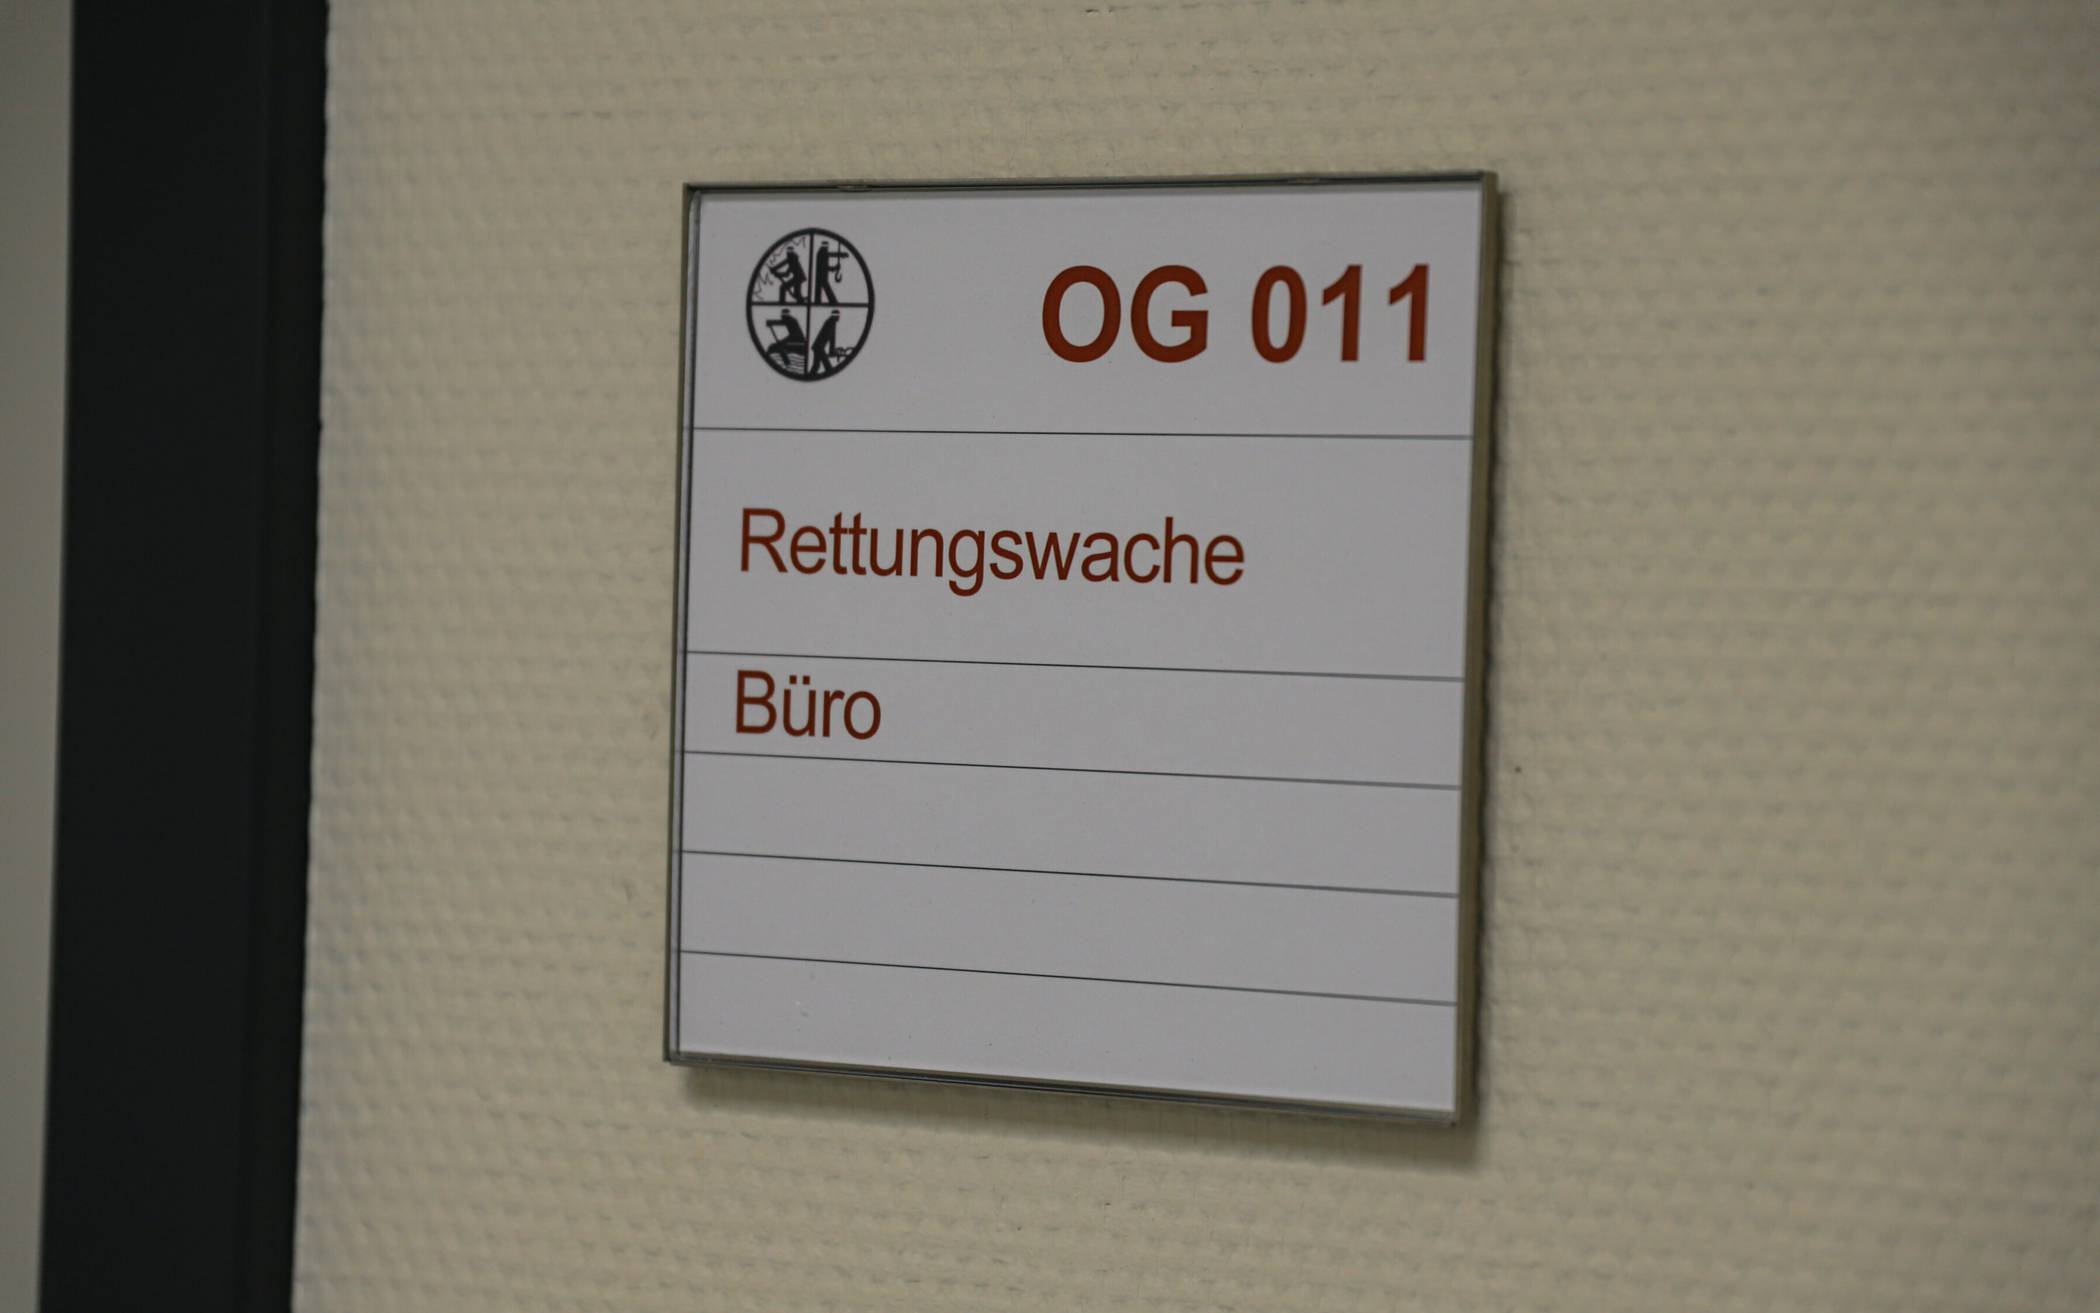 OG 011
Rettungswache
Büro